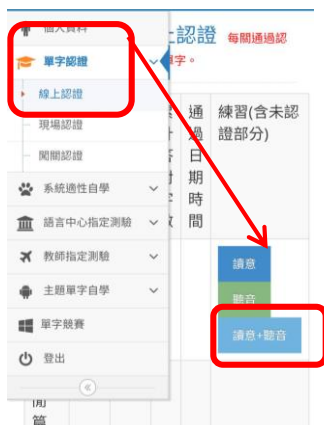 個人資料
上認證 每關通過認
單字認證
字。
線上認證
現場認證
闖關認證
系統適性自學
語言中心指定測驗
教師指定測驗
主題單字自學
單字競賽
登出
通過日期時間
練習(含未認證部分)
讀意
聽音
讀意+聽音
篇